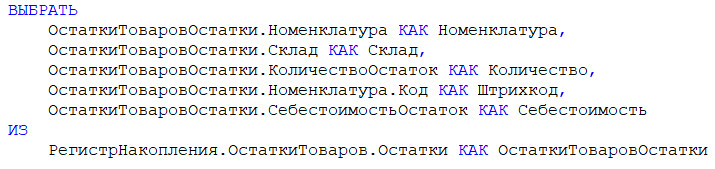 ВЫБРАТЬ
ОстаткиТоваровОстатки.Номенклатура КАК Номенклатура,
ОстаткиТоваровОстатки.Склад КАК Склад,
ОстаткиТоваровОстатки.КоличествоОстаток КАК Количество,
ОстаткиТоваровОстатки.Номенклатура.Код КАК Штрихкод,
ОстаткиТоваровОстатки.СебестоимостьОстаток КАК Себестоимость
ИЗ
РегистрНакопления.ОстаткиТоваров.Остатки КАК ОстаткиТоваровОстатки